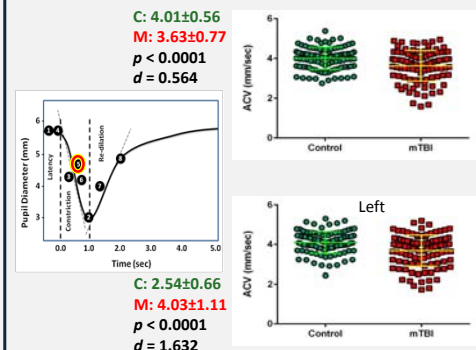 C: 4.01±0.56
M: 3.63±0.77
p < 0.0001
d = 0.564
ACV (mm/sec)
6
4
2
0
Control
mTBI
Pupil Diameter (mm)
6
5
4
3
Latency
Constriction
Re-dilation
1
4
3
6
2
7
8
0.0
1.0
2.0
3.0
4.0
5.0
Time (sec)
Left
ACV (mm/sec)
6
4
2
0
Control
mTBI
C: 2.54±0.66
M: 4.03±1.11
p < 0.0001
d = 1.632